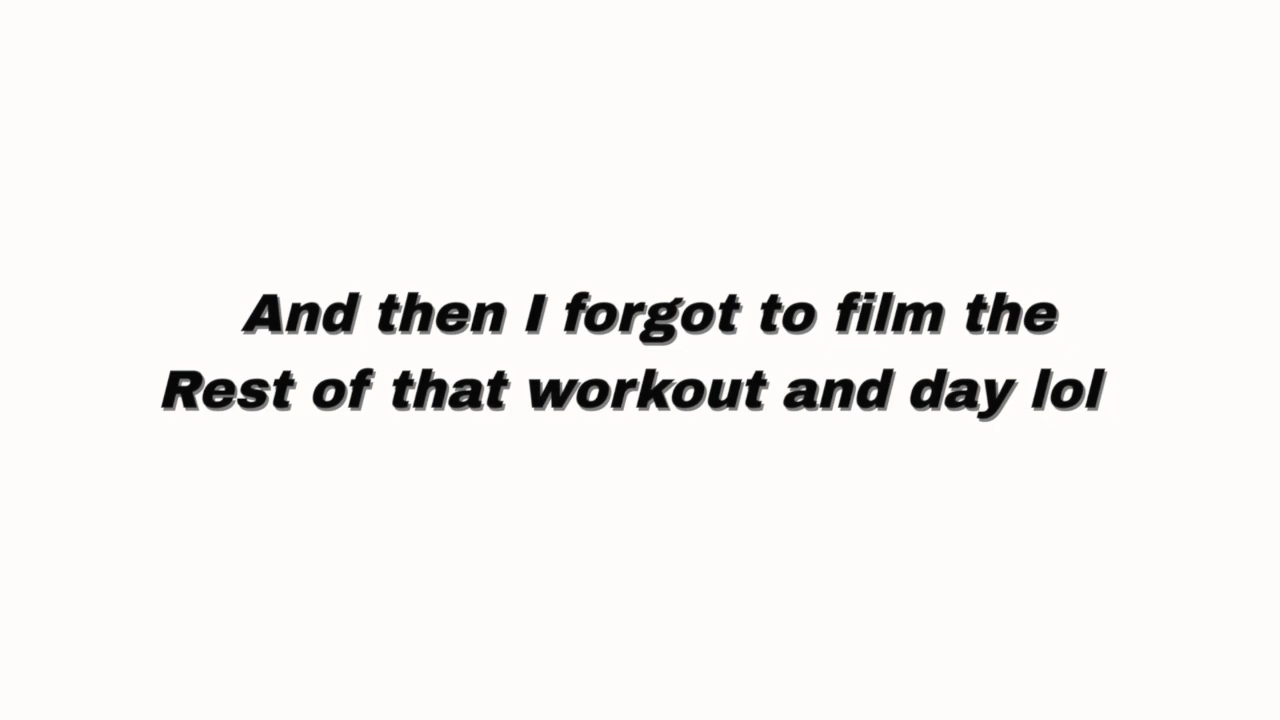 And then I forgot to film the
Rest of that workout and day lol